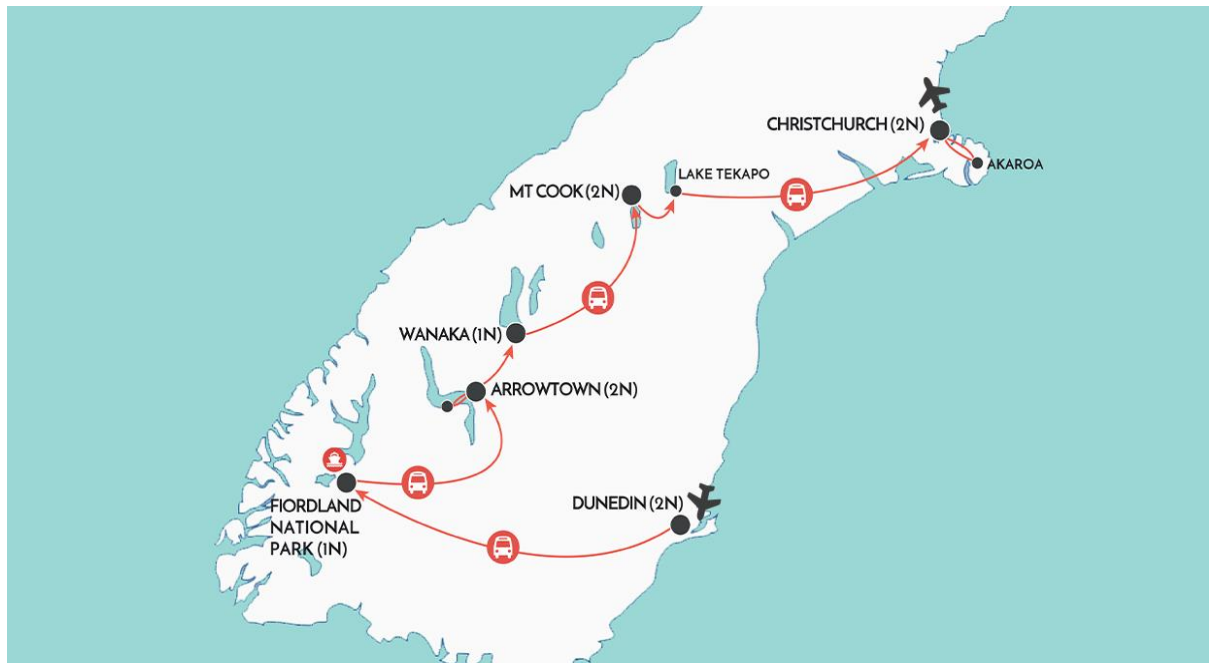 CHRISTCHURCH (2N)
AKAROA
LAKE TEKAPO
MT COOK (2N)
WANAKA (1N)
ARROWTOWN (2N)
DUNEDIN (2N)
FIORDLAND
NATIONAL
PARK (1N)